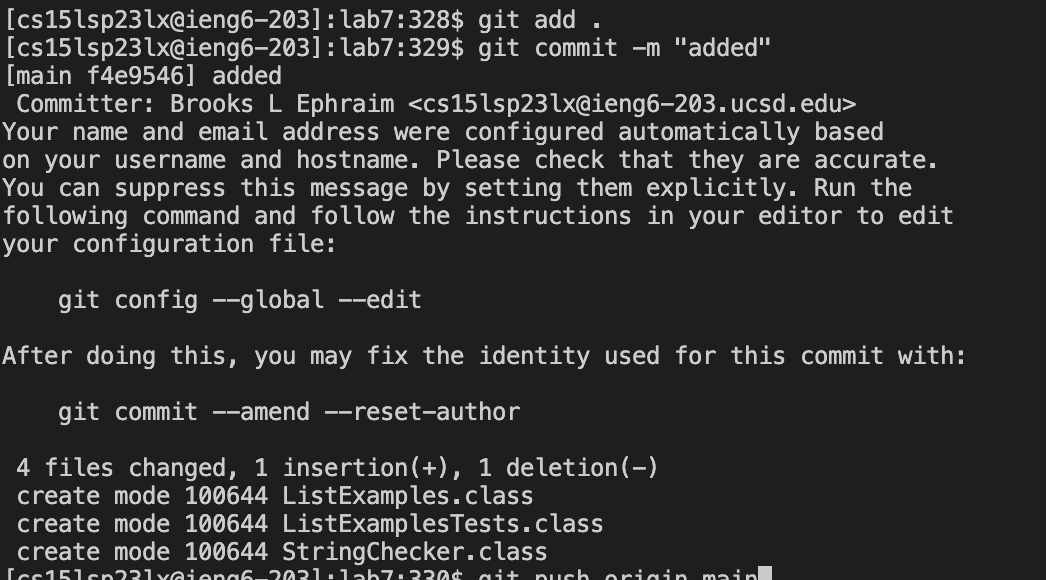 [cs15lsp23lx@ieng6-203]:lab7:328$ git add .
[cs15lsp23lx@ieng6-203]:lab7:329$ git commit -m "added"
[main f4e9546] added
 Committer: Brooks L Ephraim <cs15lsp23lx@ieng6-203.ucsd.edu>
Your name and email address were configured automatically based
on your username and hostname. Please check that they are accurate.
You can suppress this message by setting them explicitly. Run the
following command and follow the instructions in your editor to edit
your configuration file:

    git config --global --edit

After doing this, you may fix the identity used for this commit with:

    git commit --amend --reset-author

 4 files changed, 1 insertion(+), 1 deletion(-)
 create mode 100644 ListExamples.class
 create mode 100644 ListExamplesTests.class
 create mode 100644 StringChecker.class
[cs15lsp23lx@ieng6-203]:lab7:330$ git push origin main